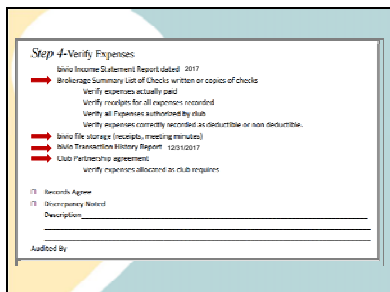 Step 4-Verify Expenses
bivio Income Statement Report dated 2017
Brokerage Summary List of Checks written or copies of checks
Verify expenses actually paid
Verify receipts for all expenses recorded
Verify all Expenses authorized by club
Verify expenses correctly recorded as deductible or non deductible.
bivio file storage (receipts, meeting minutes)
bivio Transaction History Report 12/31/2017
Club Partnership agreement
Verify expenses allocated as club requires
Records Agree
Discrepancy Noted
Description
Audited By